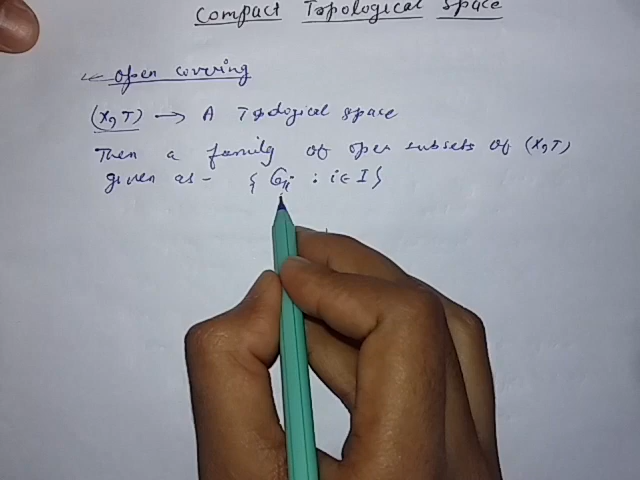 Compact Topological Space
Open covering
(X, T) → A Topological space
Then a family of open subsets of (X, T)
given as - { Gi : i ∈ I }